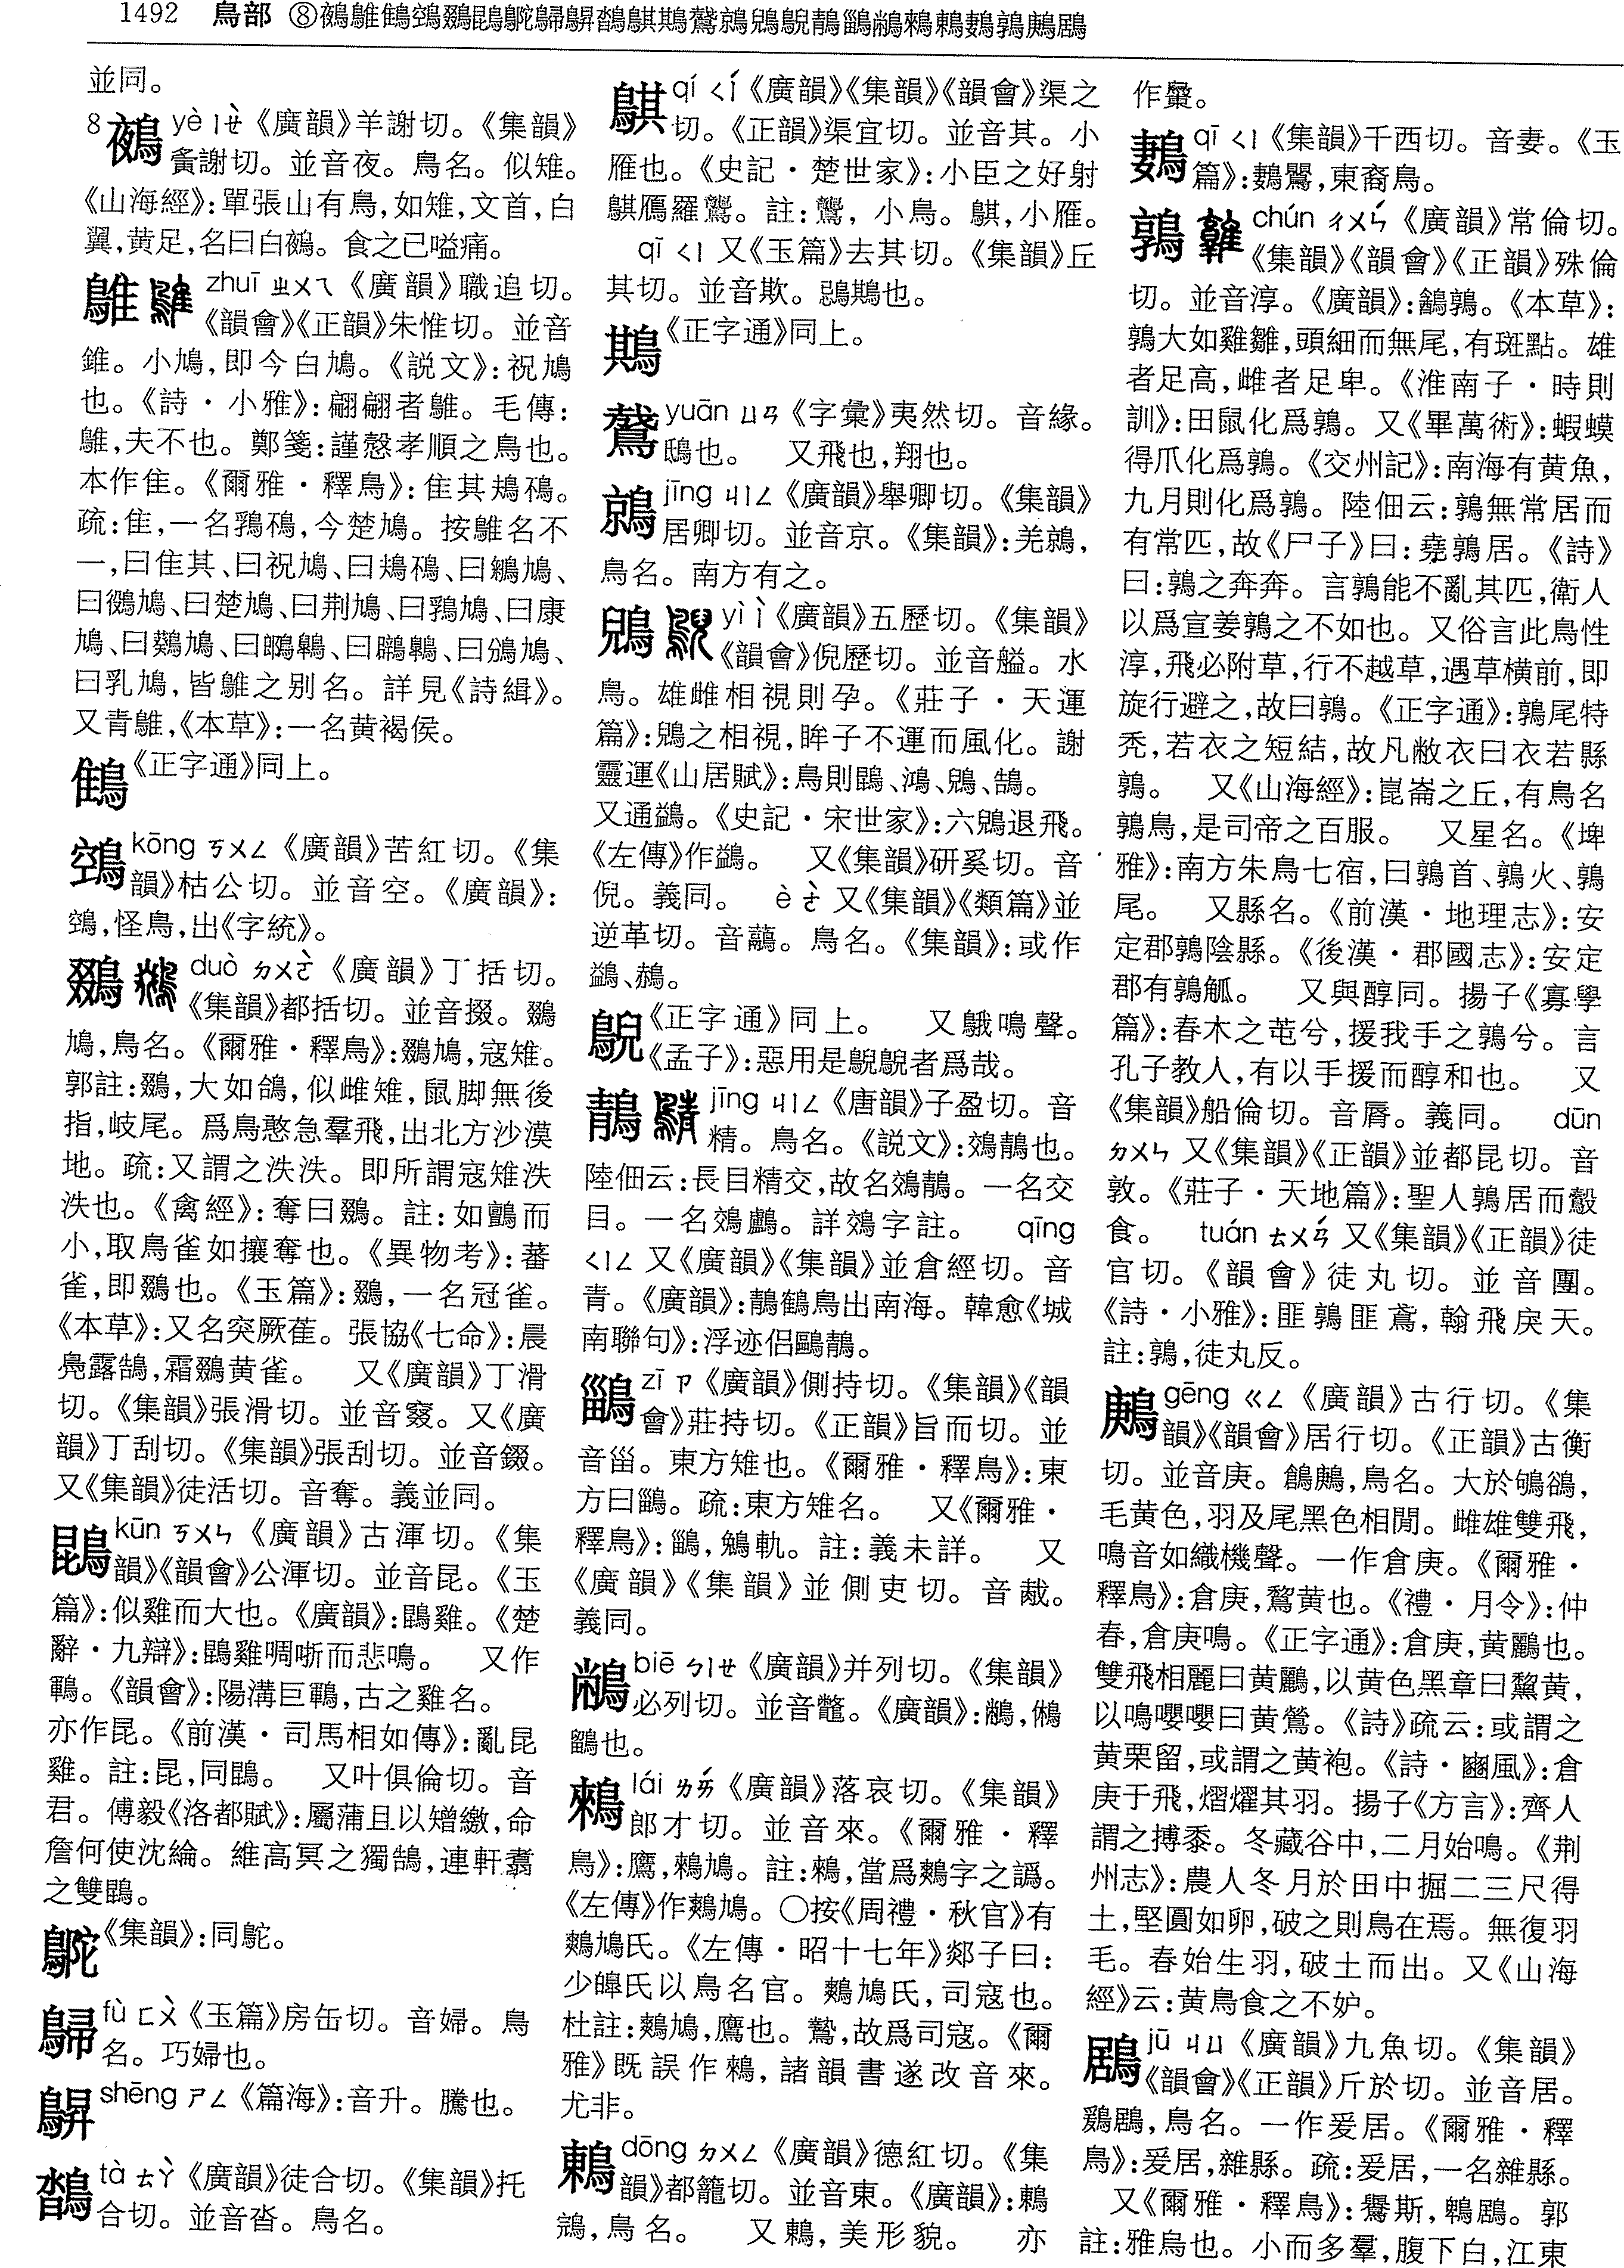 1492 鳥部 ⑧鵺鵻䳡鵼鵽鶤鴕䳕鵿鶎鵋鶀鶢鶁鶂鶃鶄鶅䳤鶆鶇鶈鶉鶊鶋
並同。
8鵺 yè ㄧㄝˋ《廣韻》羊謝切。《集韻》
夤謝切。並音夜。鳥名。似雉。
《山海經》:單張山有鳥,如雉,文首,白
翼,黄足,名曰白鵺。食之已嗌痛。
鵻 zhuī ㄓㄨㄟ《廣韻》職追切。
《韻會》《正韻》朱惟切。並音
錐。小鳩,即今白鳩。《説文》:祝鳩
也。《詩·小雅》:翩翩者鵻。毛傳:
鵻,夫不也。鄭箋:謹慤孝順之鳥也。
本作隹。《爾雅·釋鳥》:隹其鳺鴀。
疏:隹,一名鳺鴀,今楚鳩。按鵻名不
一,曰隹其、曰祝鳩、曰鳺鴀、曰鵴鳩、
曰鶵鳩、曰楚鳩、曰荆鳩、曰鳺鳩、曰康
鳩、曰鷄鳩、曰鶻鵃、曰鶌鵃、曰鴿鳩、
曰乳鳩,皆鵻之别名。詳見《詩緝》。
又青鵻,《本草》:一名黄褐侯。
《正字通》同上。
鵼 kōng ㄎㄨㄥ《廣韻》苦紅切。《集
韻》枯公切。並音空。《廣韻》:
鵼,怪鳥,出《字統》。
鵽 duò ㄉㄨㄛˋ《廣韻》丁括切。
《集韻》都括切。並音掇。鵽
鳩,鳥名。《爾雅·釋鳥》:鵽鳩,寇雉。
郭註:鵽,大如鴿,似雌雉,鼠脚無後
指,岐尾。爲鳥憨急羣飛,出北方沙漠
地。疏:又謂之泆泆。即所謂寇雉泆
泆也。《禽經》:奪曰鵽。註:如鸇而
小,取鳥雀如攘奪也。《異物考》:蕃
雀,即鵽也。《玉篇》:鵽,一名冠雀。
《本草》:又名突厥雀。張協《七命》:晨
鳧露鵠,霜鵽黄雀。 又《廣韻》丁滑
切。《集韻》張滑切。並音窡。又《廣
韻》丁刮切。《集韻》張刮切。並音錣。
又《集韻》徒活切。音奪。義並同。
鵾 kūn ㄎㄨㄣ《廣韻》古渾切。《集
韻》《韻會》公渾切。並音昆。《玉
篇》:似雞而大也。《廣韻》:鵾雞。《楚
辭·九辯》:鵾雞啁哳而悲鳴。 又作
鶤。《韻會》:陽溝巨鶤,古之雞名。
亦作昆。《前漢·司馬相如傳》:亂昆
雞。註:昆,同鵾。 又叶俱倫切。音
君。傅毅《洛都賦》:屬蒲且以矰繳,命
詹何使沈綸。維高冥之獨鵠,連軒翥
之雙鵾。
《集韻》:同鴕。
fù ㄈㄨˋ《玉篇》房缶切。音婦。鳥
名。巧婦也。
shēng ㄕㄥ《篇海》:音升。騰也。
tà ㄊㄚˋ《廣韻》徒合切。《集韻》托
合切。並音沓。鳥名。
qí ㄑㄧˊ《廣韻》《集韻》《韻會》渠之
切。《正韻》渠宜切。並音其。小
雁也。《史記·楚世家》:小臣之好射
鶀鴈羅鸗。註:鸗,小鳥。鶀,小雁。
qī ㄑㄧ 又《玉篇》去其切。《集韻》丘
其切。並音欺。鵋鶀也。
《正字通》同上。
yuān ㄩㄢ《字彙》夷然切。音緣。
鴟也。 又飛也,翔也。
鶁 jīng ㄐㄧㄥ《廣韻》舉卿切。《集韻》
居卿切。並音京。《集韻》:羌鶁,
鳥名。南方有之。
鶂 yì ㄧˋ《廣韻》五歷切。《集韻》
《韻會》倪歷切。並音艗。水
鳥。雄雌相視則孕。《莊子·天運
篇》:鶂之相視,眸子不運而風化。謝
靈運《山居賦》:鳥則鵾、鴻、鶂、鵠。
又通鷁。《史記·宋世家》:六鶂退飛。
《左傳》作鷁。 又《集韻》研奚切。音
倪。義同。 è ㄜˋ 又《集韻》《類篇》並
逆革切。音虉。鳥名。《集韻》:或作
鷁、䳬。
鶃 《正字通》同上。 又鵝鳴聲。
《孟子》:惡用是鶃鶃者爲哉。
鶄 jīng ㄐㄧㄥ《唐韻》子盈切。音
精。鳥名。《説文》:鵁鶄也。
陸佃云:長目精交,故名鵁鶄。一名交
目。一名鵁鸕。詳鵁字註。 qīng
ㄑㄧㄥ 又《廣韻》《集韻》並倉經切。音
青。《廣韻》:鶄鶴鳥出南海。韓愈《城
南聯句》:浮迹侣鷗鶄。
鶅 zī ㄗ《廣韻》側持切。《集韻》《韻
會》莊持切。《正韻》旨而切。並
音甾。東方雉也。《爾雅·釋鳥》:東
方曰鶅。疏:東方雉名。 又《爾雅·
釋鳥》:鶅,鵵軌。註:義未詳。 又
《廣韻》《集韻》並側吏切。音胾。
義同。
䳤 biē ㄅㄧㄝ《廣韻》并列切。《集韻》
必列切。並音鼈。《廣韻》:䳤,鵂
鶹也。
鶆 lái ㄌㄞˊ《廣韻》落哀切。《集韻》
郎才切。並音來。《爾雅·釋
鳥》:鷹,鶆鳩。註:鶆,當爲鷞字之譌。
《左傳》作鷞鳩。○按《周禮·秋官》有
鷞鳩氏。《左傳·昭十七年》郯子曰:
少皡氏以鳥名官。鷞鳩氏,司寇也。
杜註:鷞鳩,鷹也。鷙,故爲司寇。《爾
雅》既誤作鶆,諸韻書遂改音來。
尤非。
鶇 dōng ㄉㄨㄥ《廣韻》德紅切。《集
韻》都籠切。並音東。《廣韻》:鶇
鵍,鳥名。 又鶇,美形貌。 亦
作𪆗。
鶈 qī ㄑㄧ《集韻》千西切。音妻。《玉
篇》:鶈鸎,東裔鳥。
鶉 chún ㄔㄨㄣˊ《廣韻》常倫切。
《集韻》《韻會》《正韻》殊倫
切。並音淳。《廣韻》:鷂鶉。《本草》:
鶉大如雞雛,頭細而無尾,有斑點。雄
者足高,雌者足卑。《淮南子·時則
訓》:田鼠化爲鶉。又《畢萬術》:蝦蟆
得爪化爲鶉。《交州記》:南海有黄魚,
九月則化爲鶉。陸佃云:鶉無常居而
有常匹,故《尸子》曰:堯鶉居。《詩》
曰:鶉之奔奔。言鶉能不亂其匹,衛人
以爲宣姜鶉之不如也。又俗言此鳥性
淳,飛必附草,行不越草,遇草横前,即
旋行避之,故曰鶉。《正字通》:鶉尾特
秃,若衣之短結,故凡敝衣曰衣若縣
鶉。 又《山海經》:崑崙之丘,有鳥名
鶉鳥,是司帝之百服。 又星名。《埤
雅》:南方朱鳥七宿,曰鶉首、鶉火、鶉
尾。 又縣名。《前漢·地理志》:安
定郡鶉陰縣。《後漢·郡國志》:安定
郡有鶉觚。 又與醇同。揚子《寡學
篇》:春木之芚兮,援我手之鶉兮。言
孔子教人,有以手援而醇和也。 又
《集韻》船倫切。音脣。義同。 dūn
ㄉㄨㄣ 又《集韻》《正韻》並都昆切。音
敦。《莊子·天地篇》:聖人鶉居而鷇
食。 tuán ㄊㄨㄢˊ 又《集韻》《正韻》徒
官切。《韻會》徒丸切。並音團。
《詩·小雅》:匪鶉匪鳶,翰飛戾天。
註:鶉,徒丸反。
鶊 gēng ㄍㄥ《廣韻》古行切。《集
韻》《韻會》居行切。《正韻》古衡
切。並音庚。鶬鶊,鳥名。大於鴝鵒,
毛黄色,羽及尾黑色相閒。雌雄雙飛,
鳴音如織機聲。一作倉庚。《爾雅·
釋鳥》:倉庚,鵹黄也。《禮·月令》:仲
春,倉庚鳴。《正字通》:倉庚,黄鸝也。
雙飛相麗曰黄鸝,以黄色黑章曰鵹黄,
以鳴嚶嚶曰黄鶯。《詩》疏云:或謂之
黄栗留,或謂之黄袍。《詩·豳風》:倉
庚于飛,熠燿其羽。揚子《方言》:齊人
謂之搏黍。冬藏谷中,二月始鳴。《荆
州志》:農人冬月於田中掘二三尺得
土,堅圓如卵,破之則鳥在焉。無復羽
毛。春始生羽,破土而出。又《山海
經》云:黄鳥食之不妒。
鶋 jū ㄐㄩ《廣韻》九魚切。《集韻》
《韻會》《正韻》斤於切。並音居。
鶢鶋,鳥名。一作爰居。《爾雅·釋
鳥》:爰居,雜縣。疏:爰居,一名雜縣。
又《爾雅·釋鳥》:鸒斯,鵯鶋。郭
註:雅烏也。小而多羣,腹下白,江東